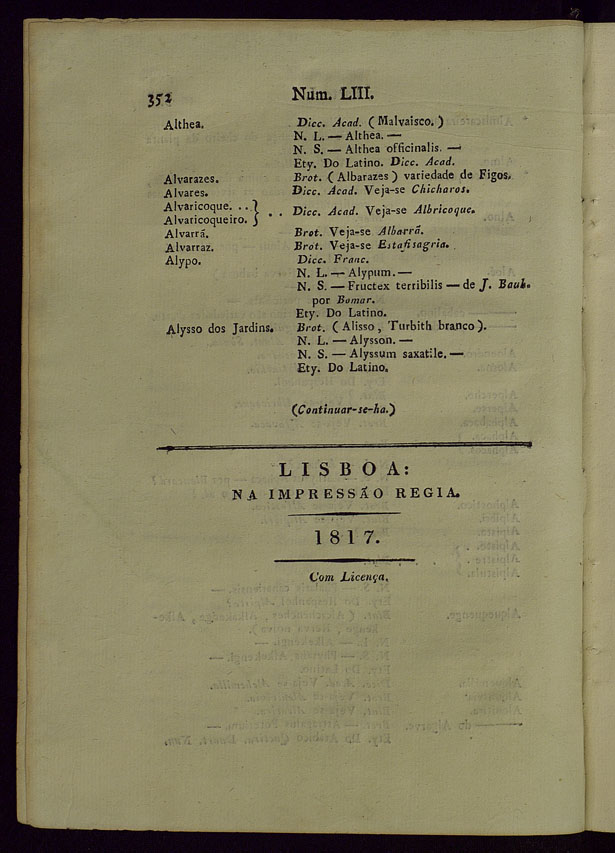 352 Num. LIII.
Althea. Dicc. Acad. (Malvaisco.)
N. L. — Althea. —
N. S. — Althea officinalis. —
Ety. Do Latino. Dicc. Acad.
Alvarazes. Brot. (Albarazes) variedade de Figos.
Alvares. Dicc. Acad. Veja-se Chicharos.
Alvaricoque. . . }
Alvaricoqueiro. } . . Dicc. Acad. Veja-se Albricoque.
Alvarrã. Brot. Veja-se Albarrã.
Alvarraz. Brot. Veja-se Estafisagria.
Alypo. Dicc. Franc.
N. L. — Alypum. —
N. S. — Fructex terribilis — de J. Bauh.
por Bomar.
Ety. Do Latino.
Alysso dos Jardins. Brot. (Alisso, Turbith branco).
N. L. — Alysson. —
N. S. — Alyssum saxatile. —
Ety. Do Latino.
(Continuar-se-ha.)
LISBOA:
NA IMPRESSÃO REGIA.
1817.
Com Licença.